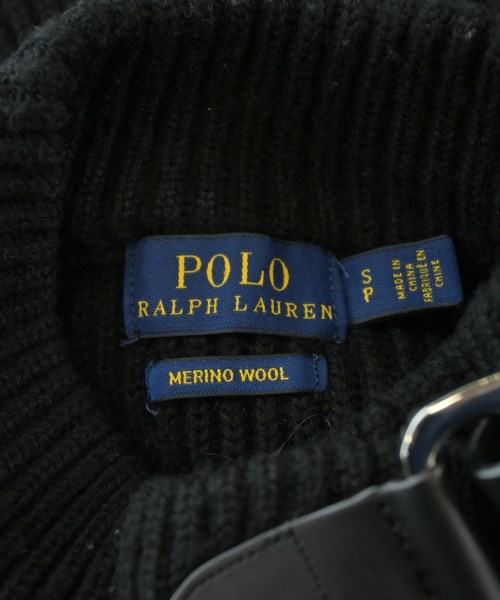 POLO
RALPH LAUREN
S
P
MADE IN
CHINA
FABRIQUÉ EN
CHINE
MERINO WOOL